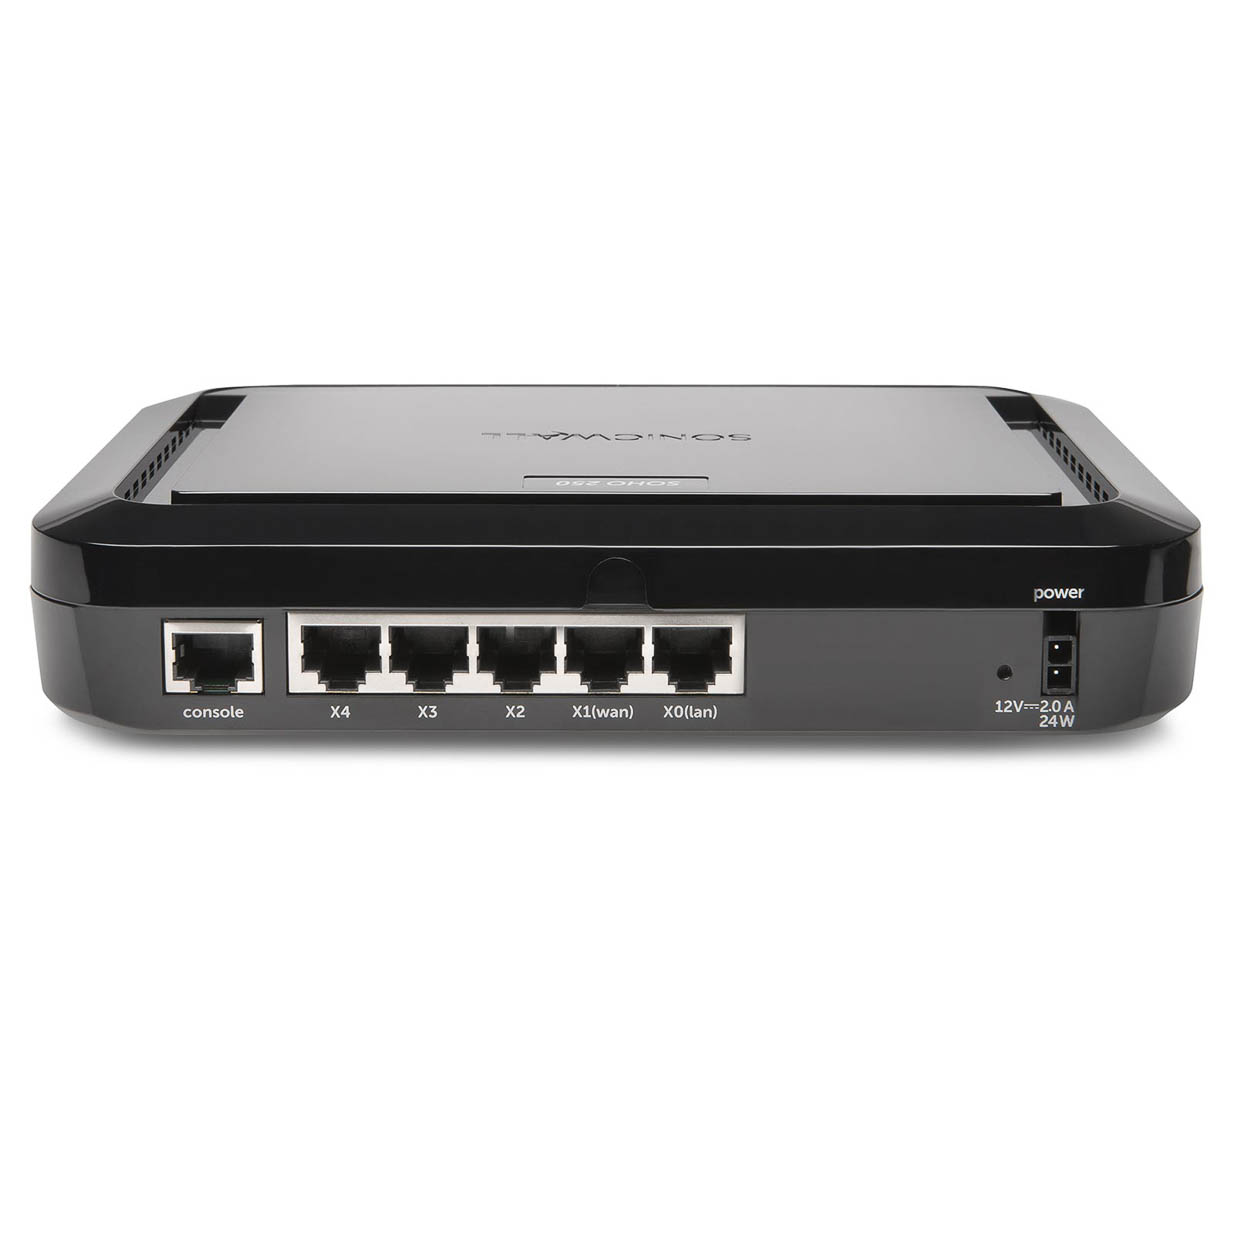 SONICWALL
SOHO 250
power
console X4 X3 X2 X1(wan) X0(lan)
12V⎓2.0 A
24W